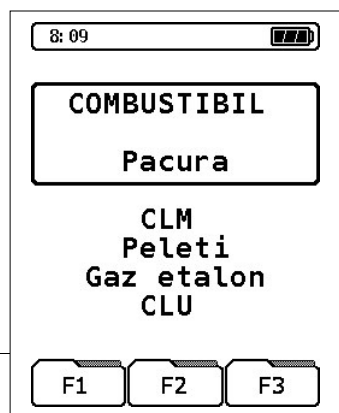 8:09
COMBUSTIBIL
Pacura
CLM
Peleti
Gaz etalon
CLU
F1 F2 F3